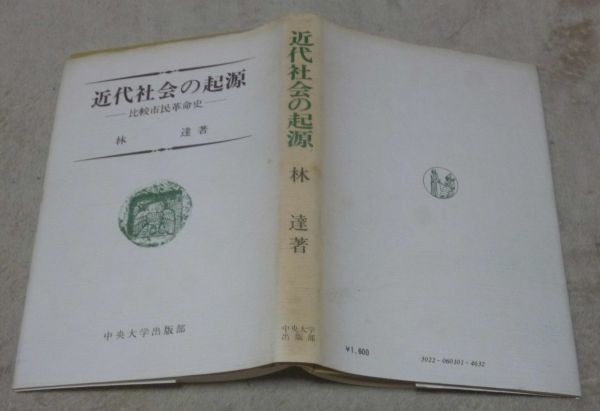 近代社会の起源
―比較市民革命史―
林 達著
中央大学出版部
近代社会の起源
林 達著
中央大学
出版部
¥1,600
3022-060101-4632